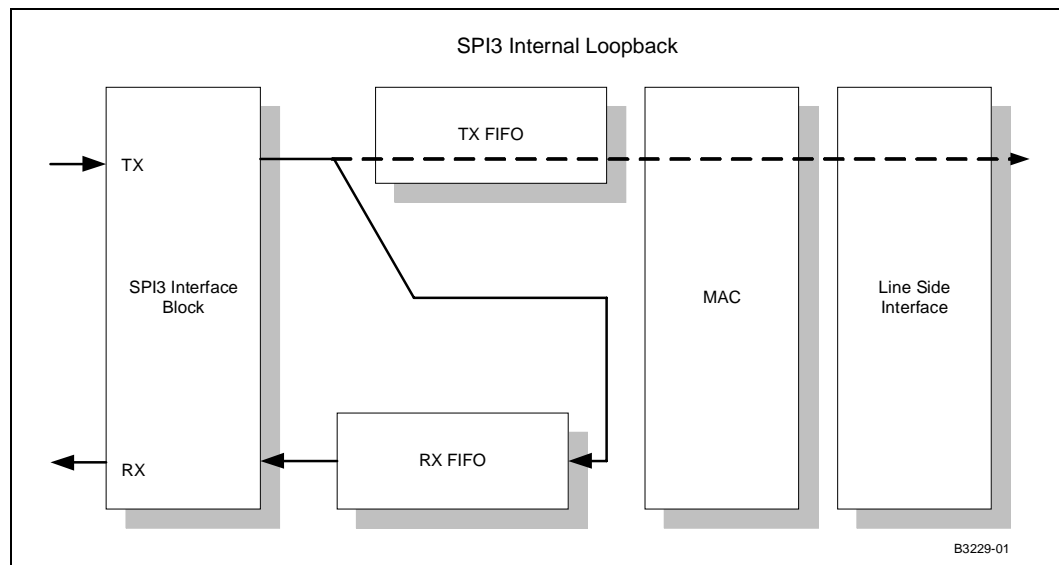 SPI3 Internal Loopback
TX FIFO
TX
SPI3 Interface
Block
MAC
Line Side
Interface
RX FIFO
RX
B3229-01